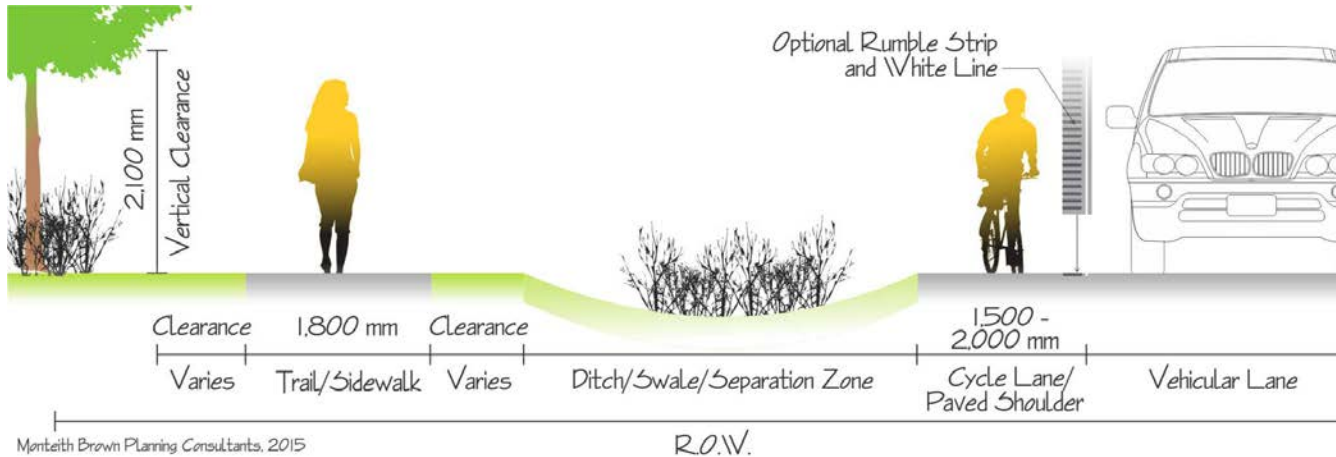 Optional Rumble Strip
and White Line
2,100 mm
Vertical Clearance
Clearance
1,800 mm
Clearance
1,500 -
2,000 mm
Varies
Trail/Sidewalk
Varies
Ditch/Swale/Separation Zone
Cycle Lane/
Paved Shoulder
Vehicular Lane
Monteith Brown Planning Consultants, 2015
R.O.W.